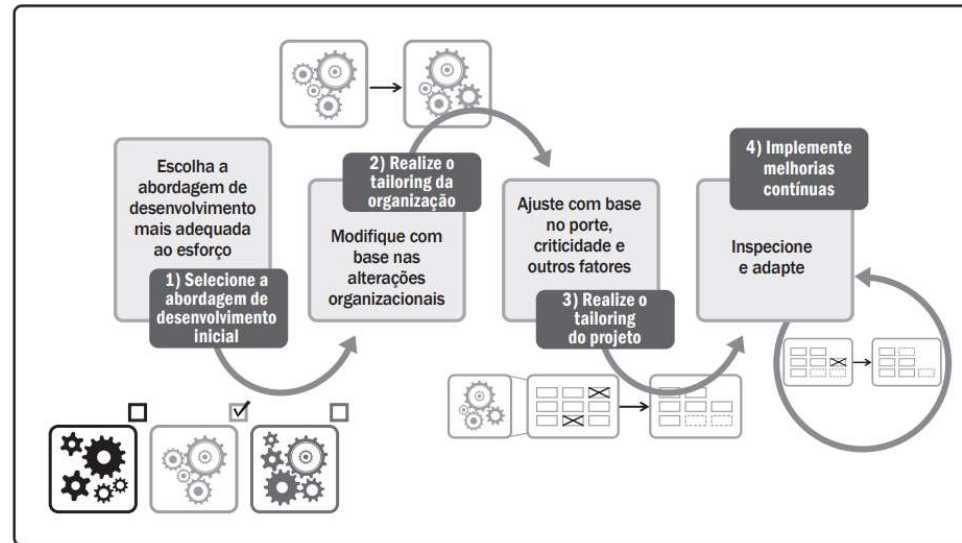 Escolha a
abordagem de
desenvolvimento
mais adequada
ao esforço
1) Selecione a
abordagem de
desenvolvimento
inicial
2) Realize o
tailoring da
organização
Modifique com
base nas
alterações
organizacionais
Ajuste com base
no porte,
criticidade e
outros fatores
3) Realize o
tailoring
do projeto
4) Implemente
melhorias
contínuas
Inspecione
e adapte